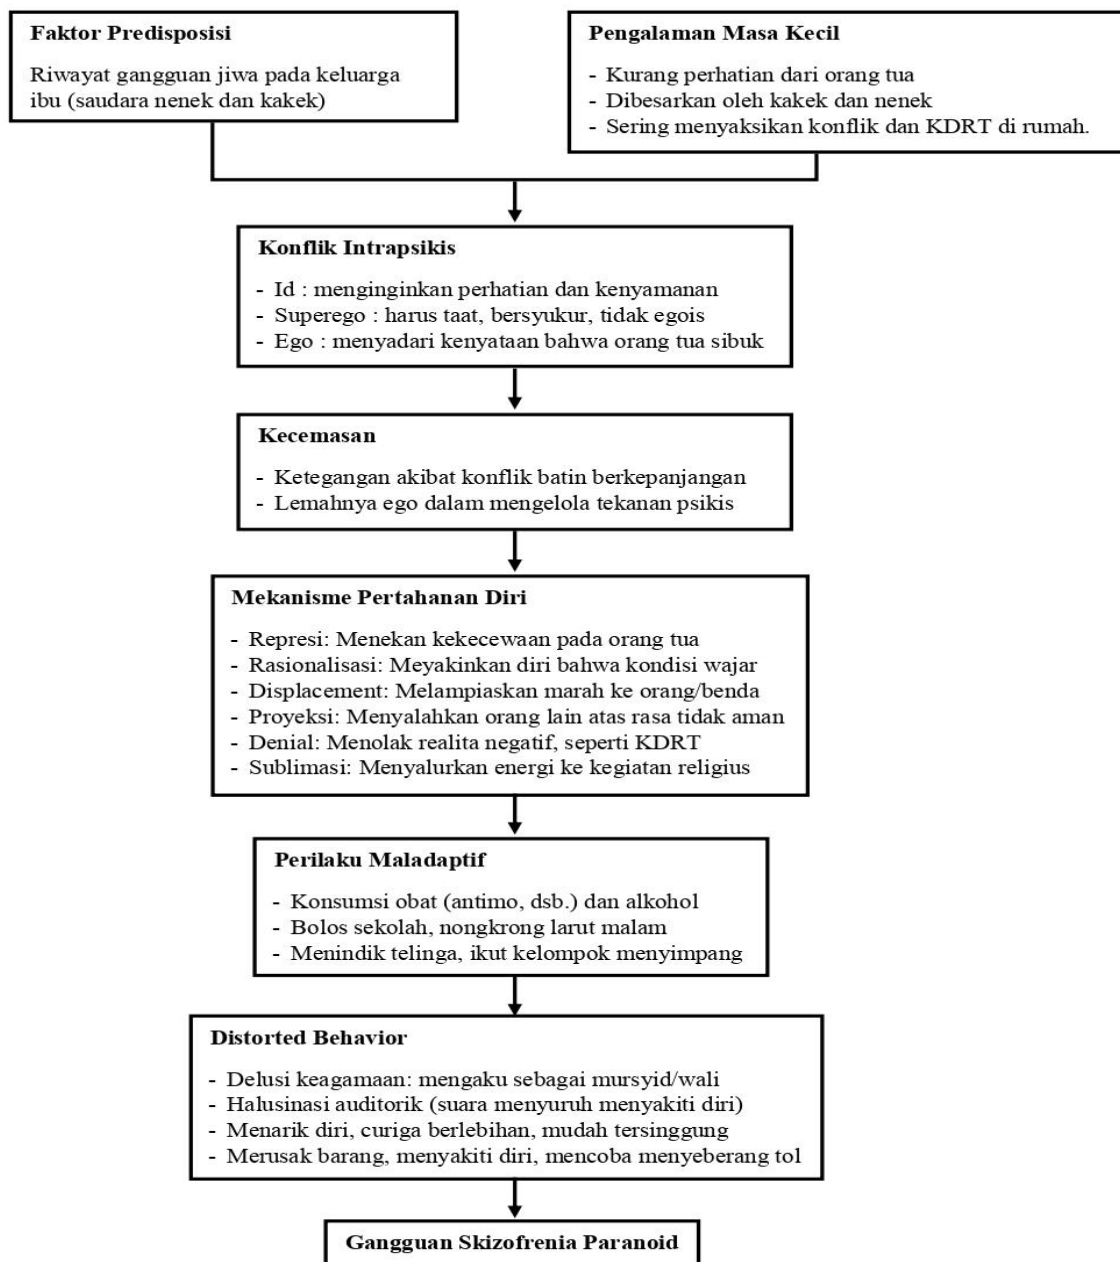 Faktor Predisposisi
Riwayat gangguan jiwa pada keluarga
ibu (saudara nenek dan kakek)
Pengalaman Masa Kecil
- Kurang perhatian dari orang tua
- Dibesarkan oleh kakek dan nenek
- Sering menyaksikan konflik dan KDRT di rumah.
Konflik Intrapsikis
- Id : menginginkan perhatian dan kenyamanan
- Superego : harus taat, bersyukur, tidak egois
- Ego : menyadari kenyataan bahwa orang tua sibuk
Kecemasan
- Ketegangan akibat konflik batin berkepanjangan
- Lemahnya ego dalam mengelola tekanan psikis
Mekanisme Pertahanan Diri
- Represi: Menekan kekecewaan pada orang tua
- Rasionalisasi: Meyakinkan diri bahwa kondisi wajar
- Displacement: Melampiaskan marah ke orang/benda
- Proyeksi: Menyalahkan orang lain atas rasa tidak aman
- Denial: Menolak realita negatif, seperti KDRT
- Sublimasi: Menyalurkan energi ke kegiatan religius
Perilaku Maladaptif
- Konsumsi obat (antimo, dsb.) dan alkohol
- Bolos sekolah, nongkrong larut malam
- Menindik telinga, ikut kelompok menyimpang
Distorted Behavior
- Delusi keagamaan: mengaku sebagai mursyid/wali
- Halusinasi auditorik (suara menyuruh menyakiti diri)
- Menarik diri, curiga berlebihan, mudah tersinggung
- Merusak barang, menyakiti diri, mencoba menyeberang tol
Gangguan Skizofrenia Paranoid